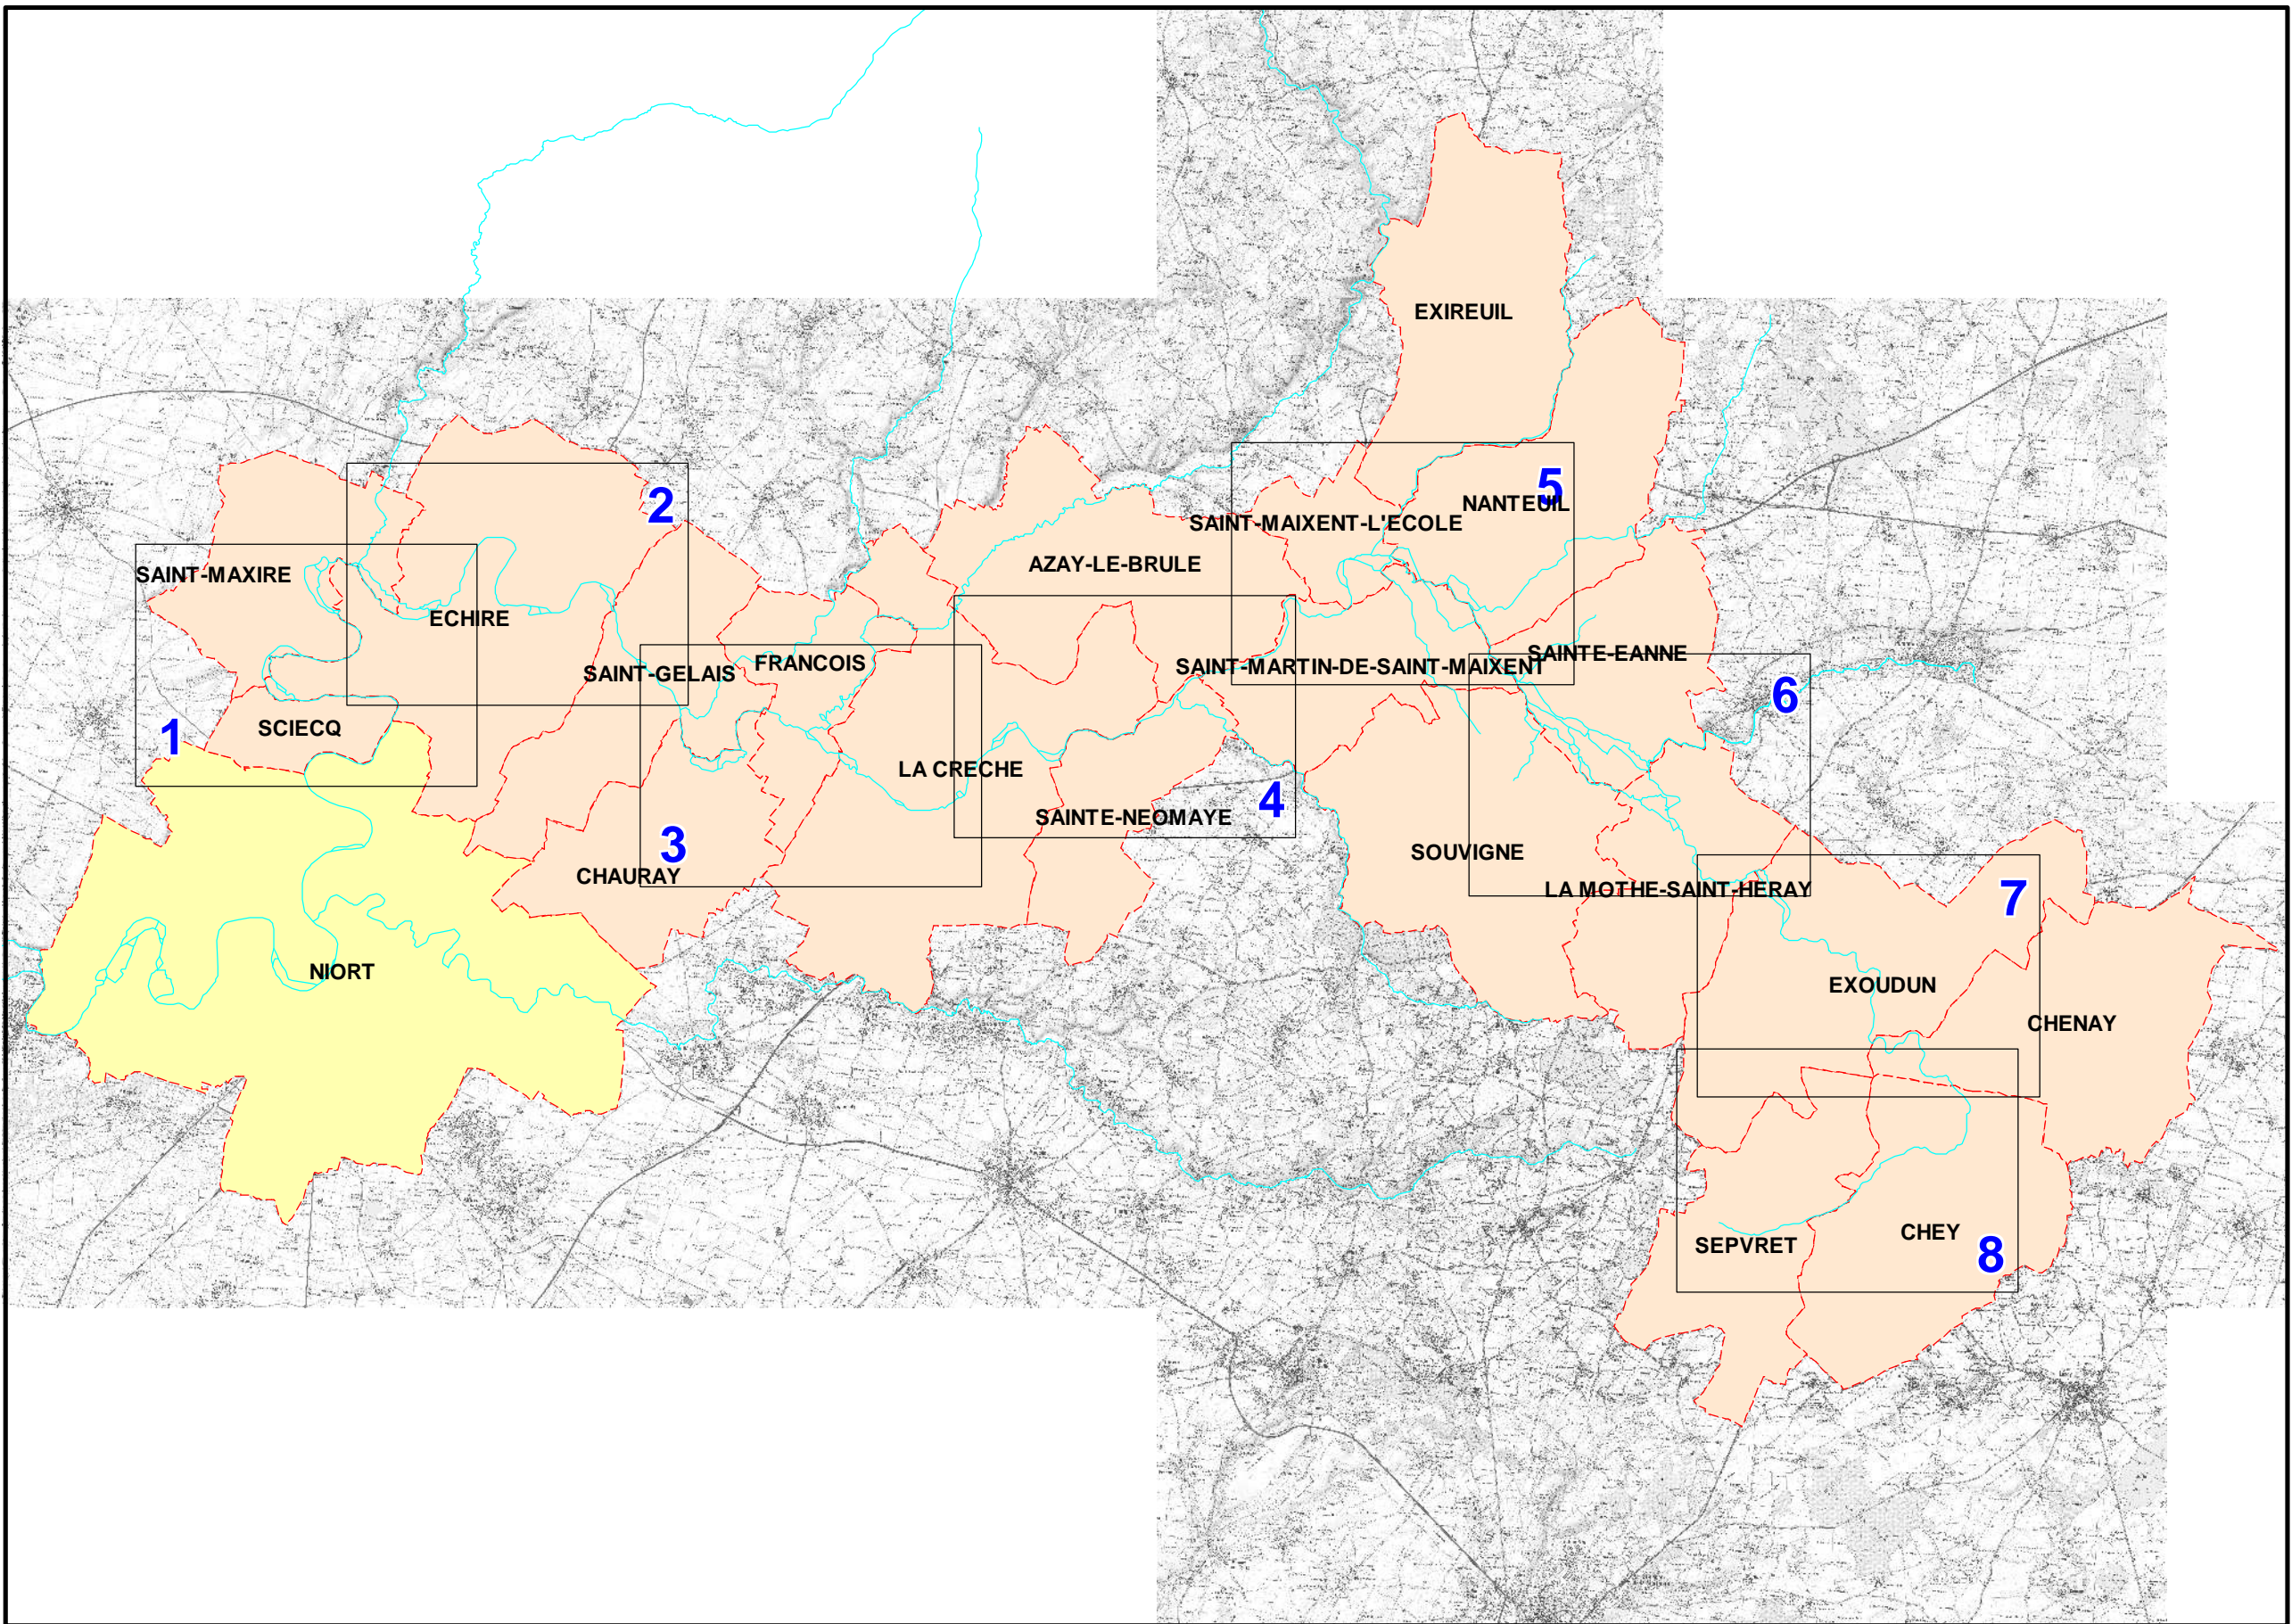 EXIREUIL
2
5
NANTEUIL
SAINT-MAIXENT-L'ECOLE
AZAY-LE-BRULE
SAINT-MAXIRE
ECHIRE
SAINT-GELAIS
FRANCOIS
SAINT-MARTIN-DE-SAINT-MAIXENT
SAINTE-EANNE
6
1
SCIECQ
LA CRECHE
4
SAINTE-NEOMAYE
3
CHAURAY
SOUVIGNE
LA MOTHE-SAINT-HERAY
7
NIORT
EXOUDUN
CHENAY
SEPVRET
CHEY
8